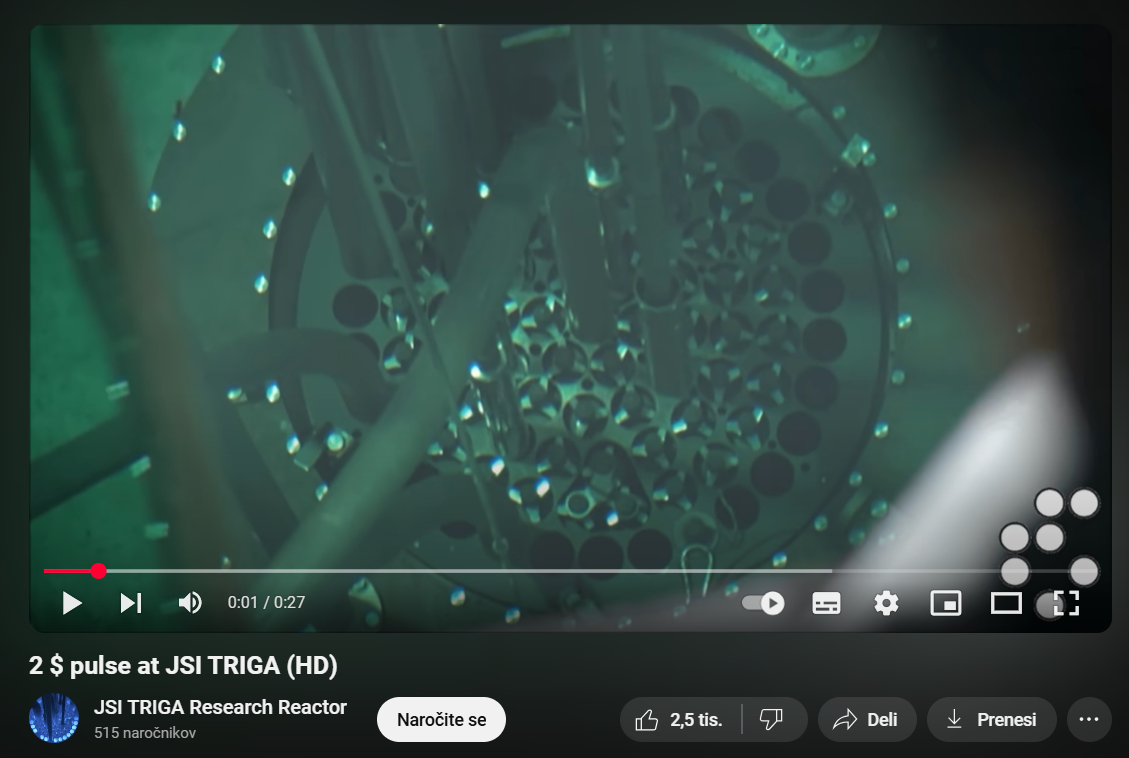 0:01 / 0:27
2 $ pulse at JSI TRIGA (HD)
JSI TRIGA Research Reactor
515 naročnikov
Naročite se
2,5 tis.
Deli
Prenesi